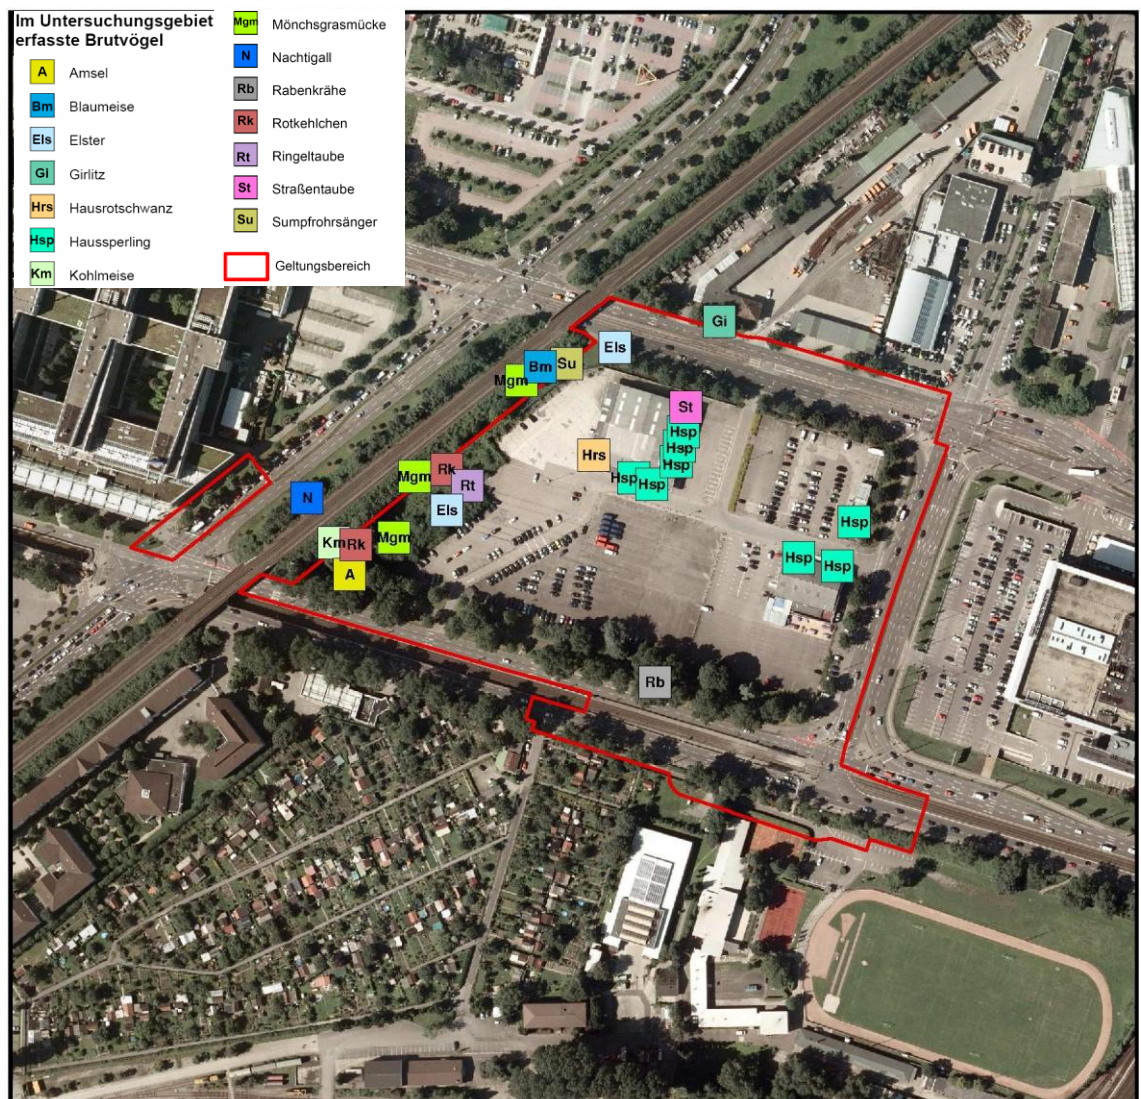 Im Untersuchungsgebiet
erfasste Brutvögel
A Amsel
Bm Blaumeise
Els Elster
Gi Girlitz
Hrs Hausrotschwanz
Hsp Haussperling
Km Kohlmeise
Mgm Mönchsgrasmücke
N Nachtigall
Rb Rabenkrähe
Rk Rotkehlchen
Rt Ringeltaube
St Straßentaube
Su Sumpfrohrsänger
Geltungsbereich
Gi
Els
Su
Bm
Mgm
St
Hsp
Hsp
Hsp
Hrs
Hsp
Hsp
Rk
Mgm
Rt
N
Els
Hsp
Mgm
Km
Rk
Hsp
Hsp
A
Rb